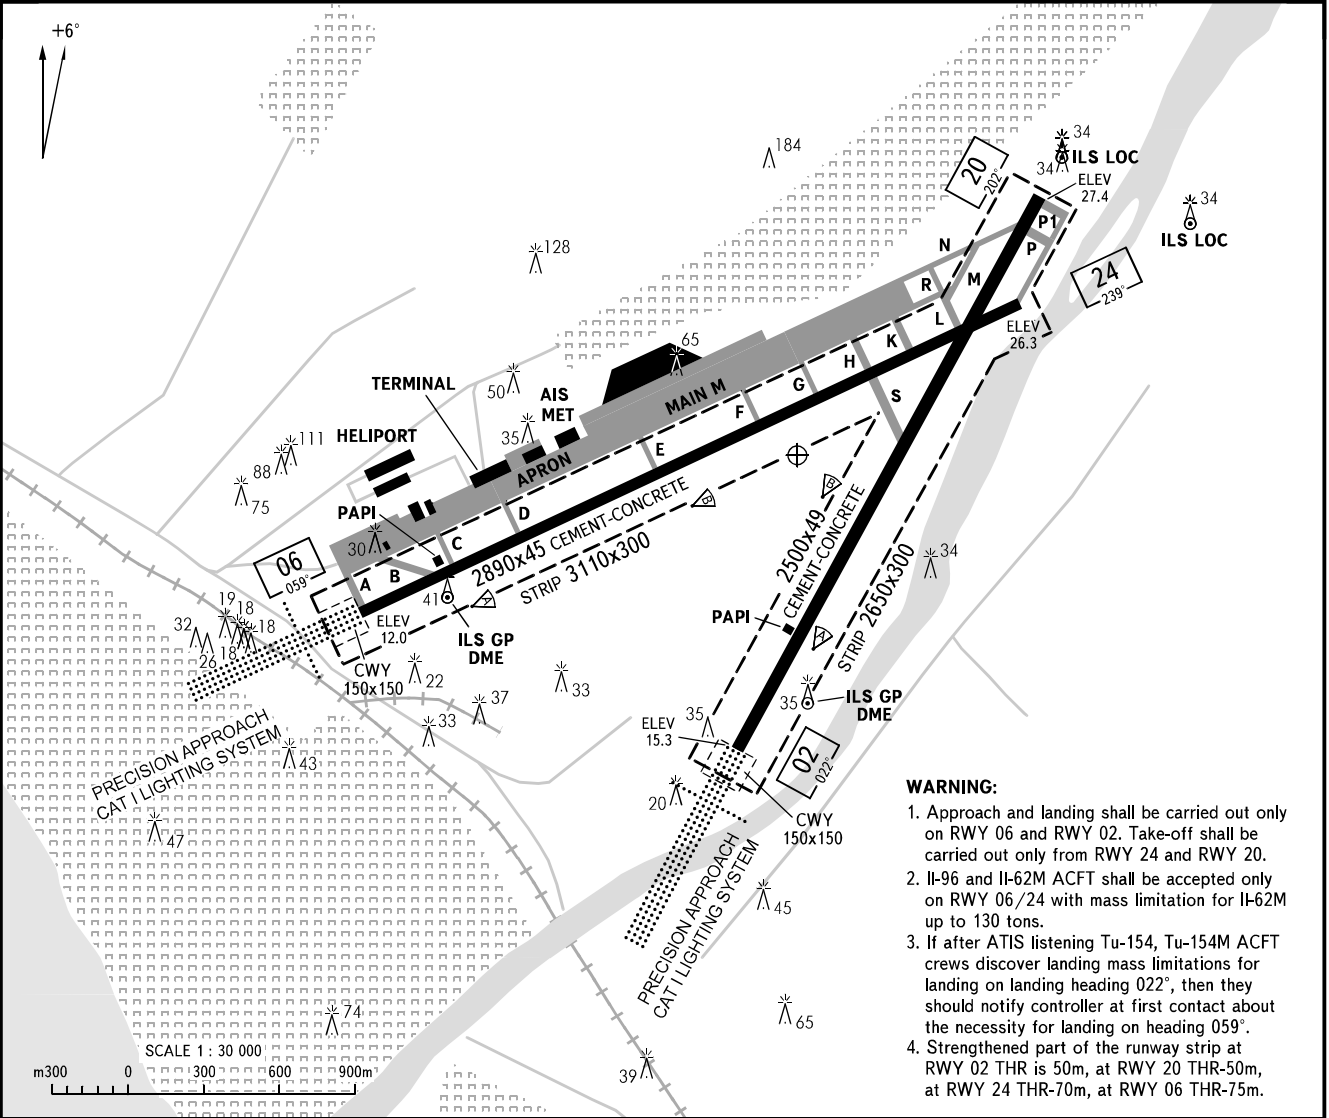 +6°
184
34
34
ILS LOC
20
202°
ELEV
27.4
34
ILS LOC
P1
P
N
M
R
24
239°
128
L
ELEV
26.3
65
K
H
G
S
F
MAIN M
TERMINAL
50
AIS
MET
35
HELIPORT
111
88
75
E
APRON
B
D
PAPI
30
C
2890x45 CEMENT-CONCRETE
B
STRIP 3110x300
A
2500x49
CEMENT-CONCRETE
34
06
059°
A
B
41
ILS GP
DME
ELEV
12.0
19
18
18
32
26
18
CWY
150x150
22
37
33
33
PAPI
A
STRIP 2650x300
35
ILS GP
DME
35
ELEV
15.3
02
022°
20
CWY
150x150
PRECISION APPROACH
CAT I LIGHTING SYSTEM
43
47
45
PRECISION APPROACH
CAT I LIGHTING SYSTEM
74
65
39
SCALE 1 : 30 000
m300 0 300 600 900m
WARNING:
1. Approach and landing shall be carried out only
on RWY 06 and RWY 02. Take-off shall be
carried out only from RWY 24 and RWY 20.
2. Il-96 and Il-62M ACFT shall be accepted only
on RWY 06/24 with mass limitation for Il-62M
up to 130 tons.
3. If after ATIS listening Tu-154, Tu-154M ACFT
crews discover landing mass limitations for
landing on landing heading 022°, then they
should notify controller at first contact about
the necessity for landing on heading 059°.
4. Strengthened part of the runway strip at
RWY 02 THR is 50m, at RWY 20 THR-50m,
at RWY 24 THR-70m, at RWY 06 THR-75m.